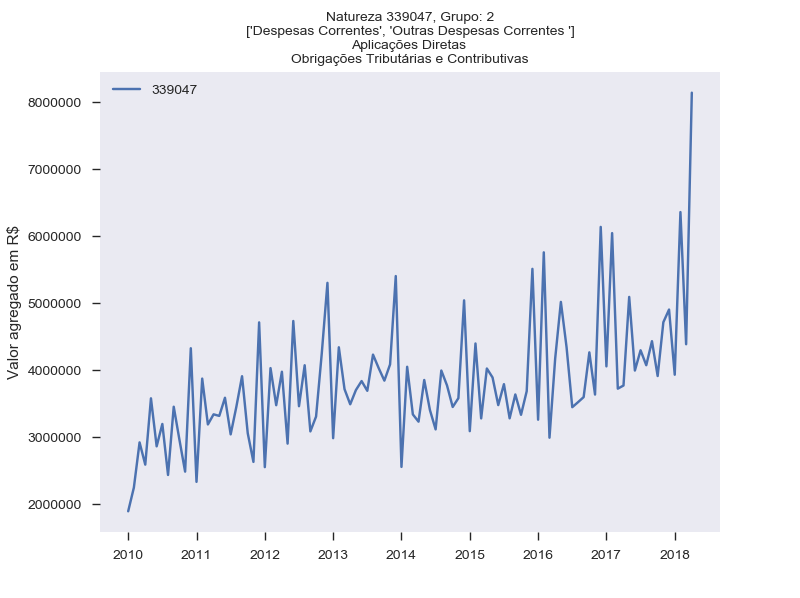 Natureza 339047, Grupo: 2
['Despesas Correntes', 'Outras Despesas Correntes ']
Aplicações Diretas
Obrigações Tributárias e Contributivas
339047
8000000
7000000
6000000
5000000
4000000
3000000
2000000
Valor agregado em R$
2010 2011 2012 2013 2014 2015 2016 2017 2018